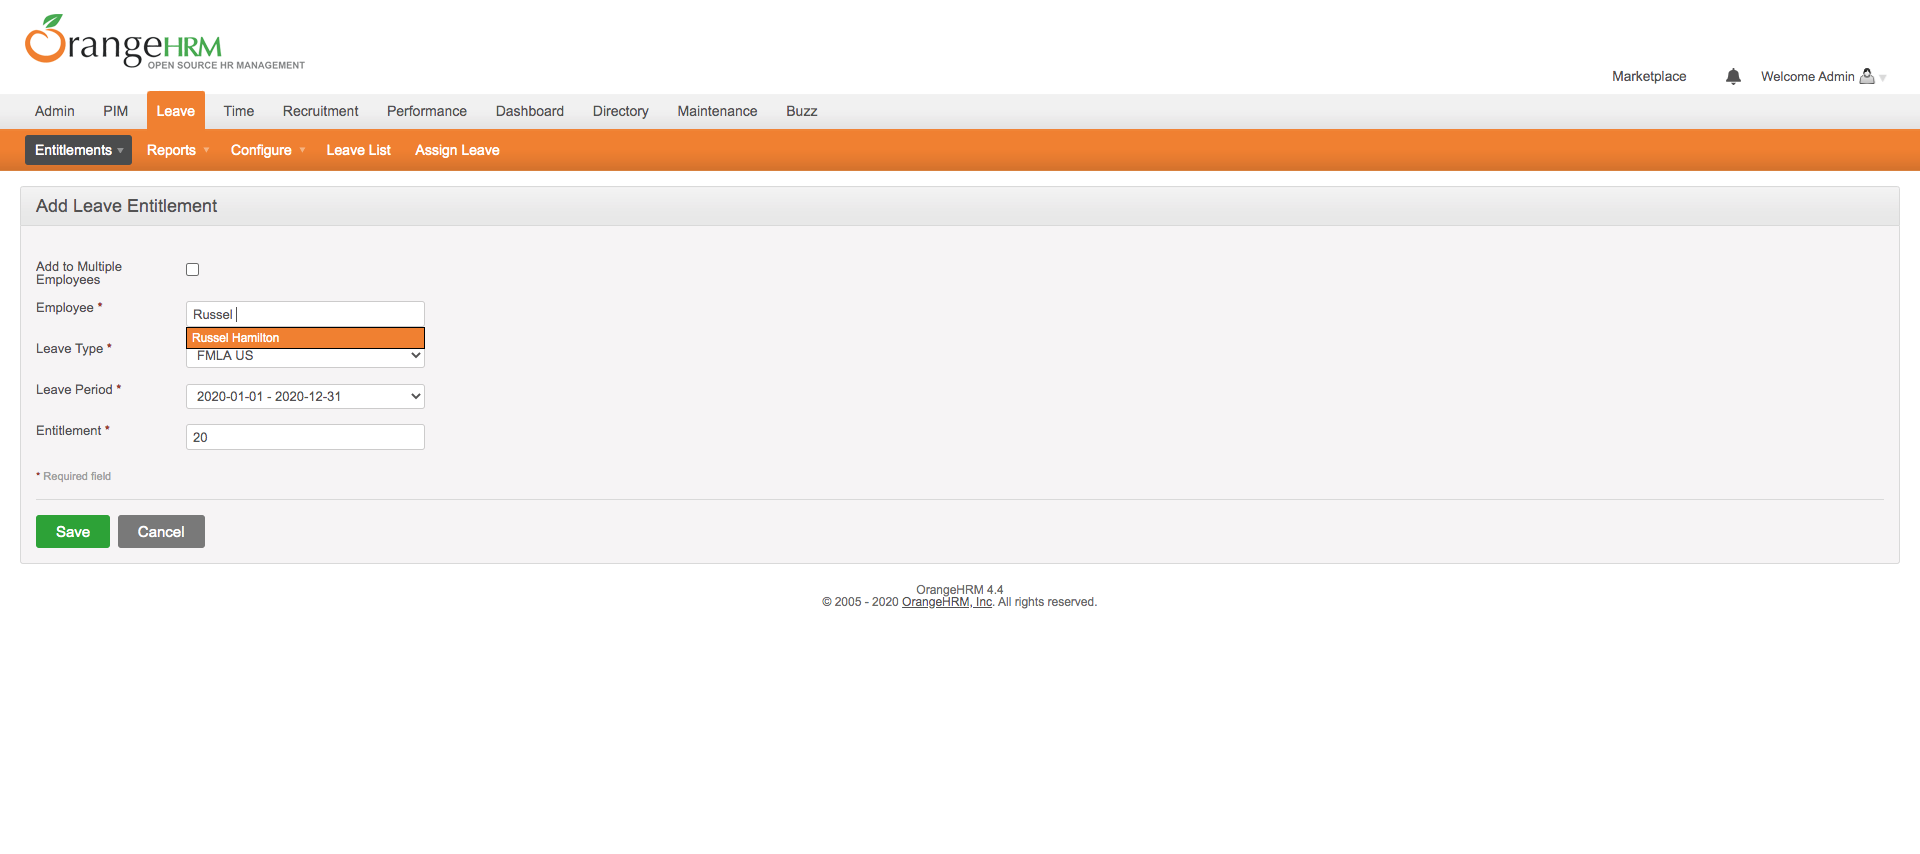 OrangeHRM
OPEN SOURCE HR MANAGEMENT
Marketplace
Welcome Admin
Admin PIM Leave Time Recruitment Performance Dashboard Directory Maintenance Buzz
Entitlements Reports Configure Leave List Assign Leave
Add Leave Entitlement
Add to Multiple
Employees
Employee *
Russel
Russel Hamilton
Leave Type *
FMLA US
Leave Period *
2020-01-01 - 2020-12-31
Entitlement *
20
* Required field
Save Cancel
OrangeHRM 4.4
© 2005 - 2020 OrangeHRM, Inc. All rights reserved.